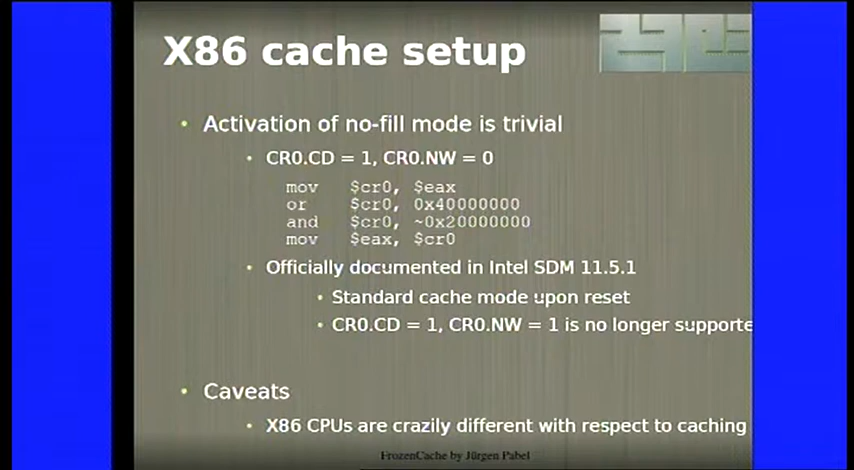 X86 cache setup
Activation of no-fill mode is trivial
CR0.CD = 1, CR0.NW = 0
mov $cr0, $eax
or $cr0, 0x40000000
and $cr0, ~0x20000000
mov $eax, $cr0
Officially documented in Intel SDM 11.5.1
Standard cache mode upon reset
CR0.CD = 1, CR0.NW = 1 is no longer supporte
Caveats
X86 CPUs are crazily different with respect to caching
FrozenCache by Jürgen Pabel